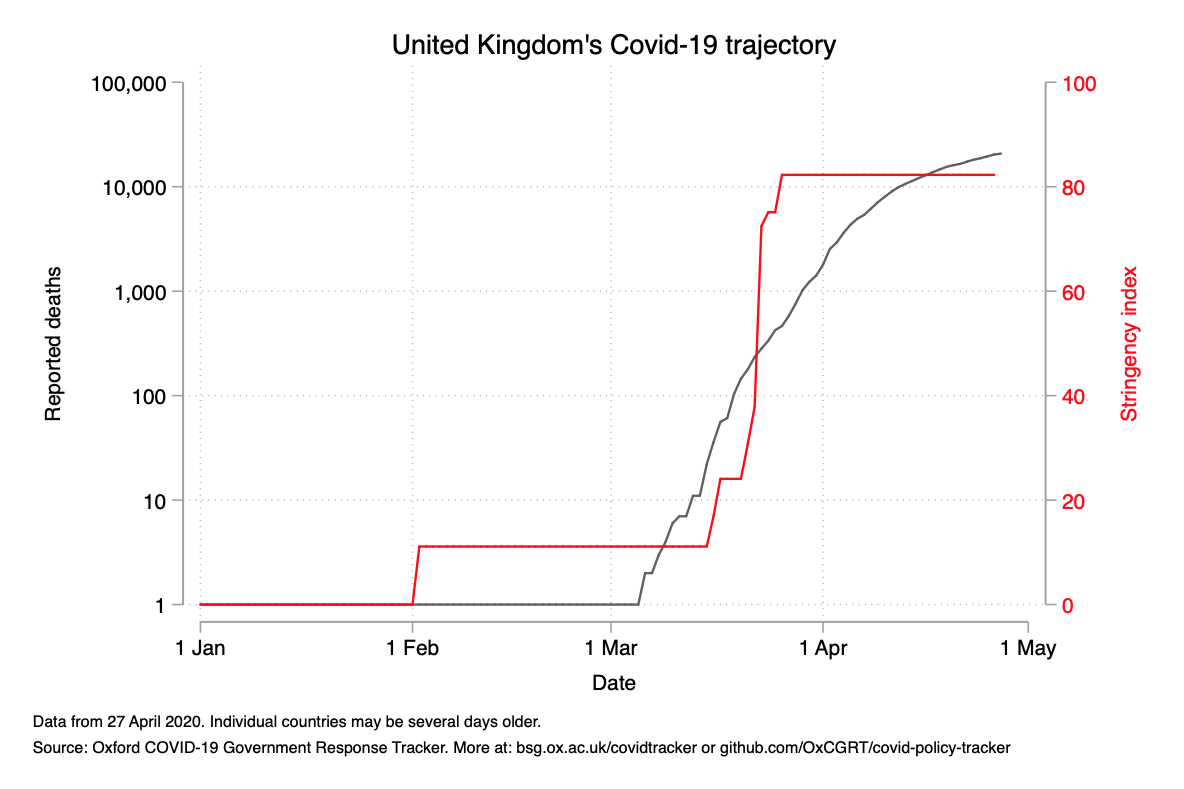 United Kingdom's Covid-19 trajectory
100,000
10,000
1,000
100
10
1
Reported deaths
100
80
60
40
20
0
Stringency index
1 Jan
1 Feb
1 Mar
1 Apr
1 May
Date
Data from 27 April 2020. Individual countries may be several days older.
Source: Oxford COVID-19 Government Response Tracker. More at: bsg.ox.ac.uk/covidtracker or github.com/OxCGRT/covid-policy-tracker